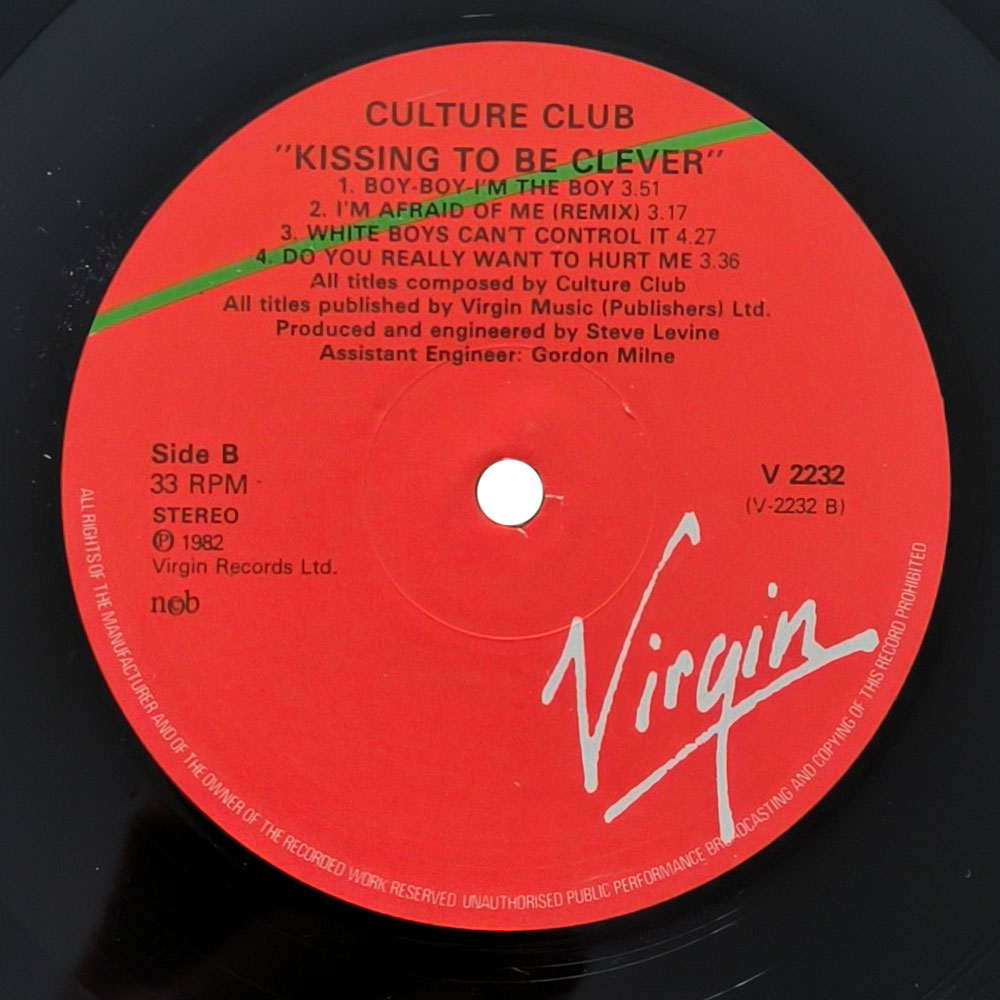 CULTURE CLUB
"KISSING TO BE CLEVER"
1. BOY-BOY-I'M THE BOY 3.51
2. I'M AFRAID OF ME (REMIX) 3.17
3. WHITE BOYS CAN'T CONTROL IT 4.27
4. DO YOU REALLY WANT TO HURT ME 3.36
All titles composed by Culture Club
All titles published by Virgin Music (Publishers) Ltd.
Produced and engineered by Steve Levine
Assistant Engineer: Gordon Milne
Side B
33 RPM
STEREO
℗ 1982
Virgin Records Ltd.
n©b
V 2232
(V-2232 B)
Virgin
ALL RIGHTS OF THE MANUFACTURER AND OF THE OWNER OF THE RECORDED WORK RESERVED UNAUTHORISED PUBLIC PERFORMANCE BROADCASTING AND COPYING OF THIS RECORD PROHIBITED